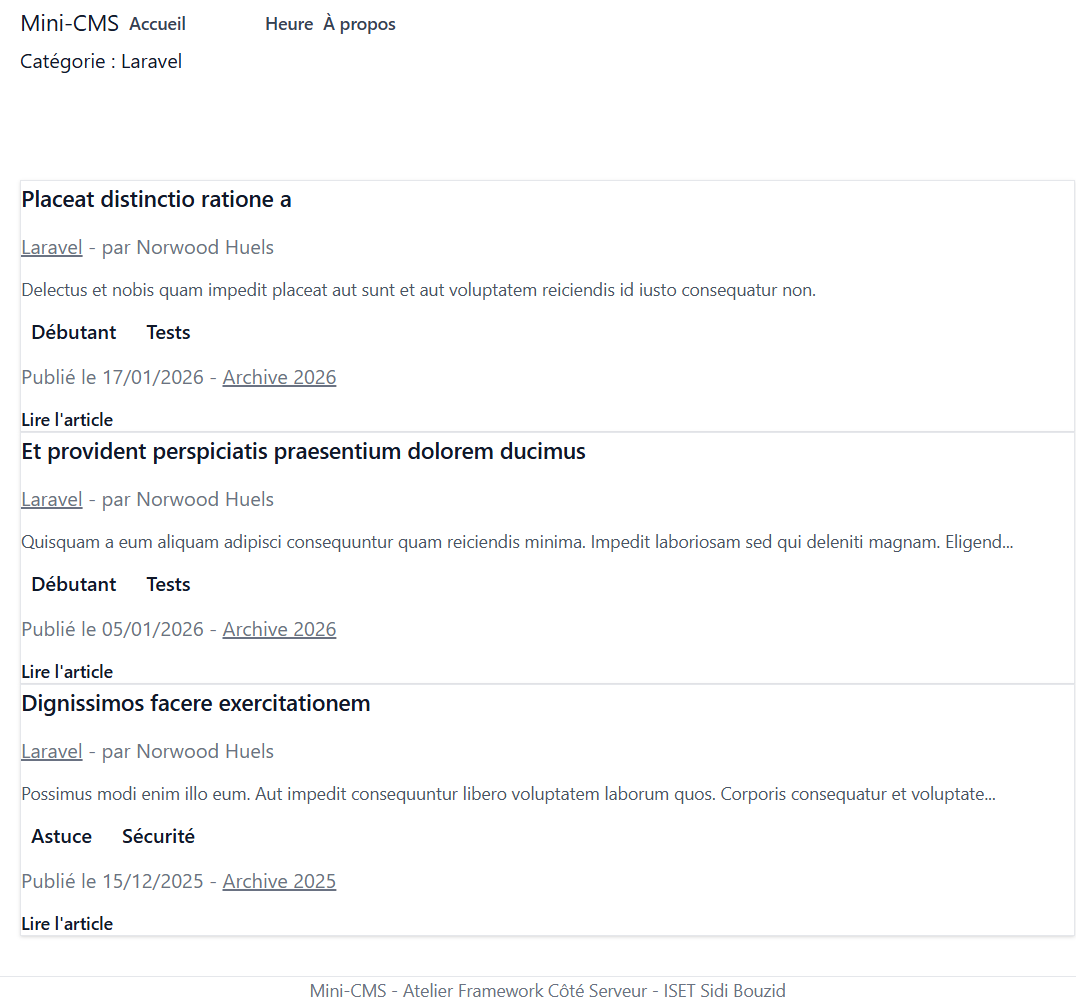 Mini-CMS Accueil Heure À propos
Catégorie : Laravel
Placeat distinctio ratione a
Laravel - par Norwood Huels
Delectus et nobis quam impedit placeat aut sunt et aut voluptatem reiciendis id iusto consequatur non.
Débutant Tests
Publié le 17/01/2026 - Archive 2026
Lire l'article
Et provident perspiciatis praesentium dolorem ducimus
Laravel - par Norwood Huels
Quisquam a eum aliquam adipisci consequuntur quam reiciendis minima. Impedit laboriosam sed qui deleniti magnam. Eligend...
Débutant Tests
Publié le 05/01/2026 - Archive 2026
Lire l'article
Dignissimos facere exercitationem
Laravel - par Norwood Huels
Possimus modi enim illo eum. Aut impedit consequuntur libero voluptatem laborum quos. Corporis consequatur et voluptate...
Astuce Sécurité
Publié le 15/12/2025 - Archive 2025
Lire l'article
Mini-CMS - Atelier Framework Côté Serveur - ISET Sidi Bouzid